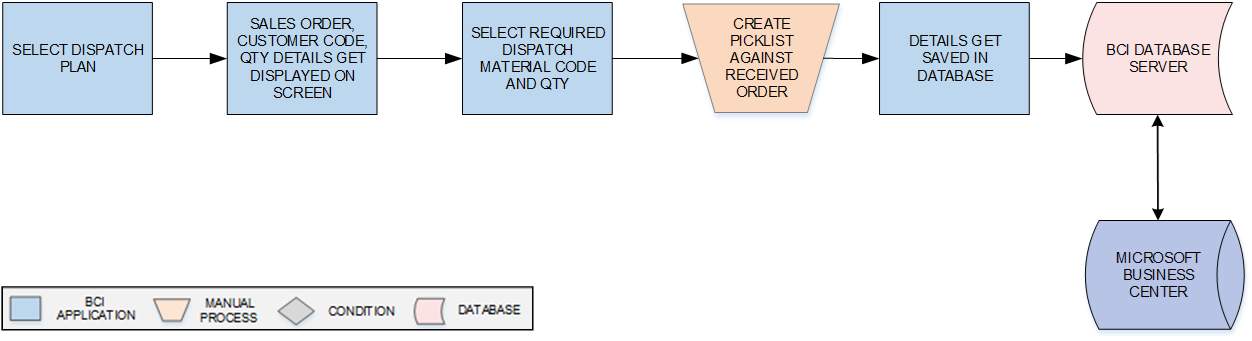 SELECT DISPATCH
PLAN
SALES ORDER,
CUSTOMER CODE,
QTY DETAILS GET
DISPLAYED ON
SCREEN
SELECT REQUIRED
DISPATCH
MATERIAL CODE
AND QTY
CREATE
PICKLIST
AGAINST
RECEIVED
ORDER
DETAILS GET
SAVED IN
DATABASE
BCI DATABASE
SERVER
MICROSOFT
BUSINESS
CENTER
BCI
APPLICATION
MANUAL
PROCESS
CONDITION
DATABASE